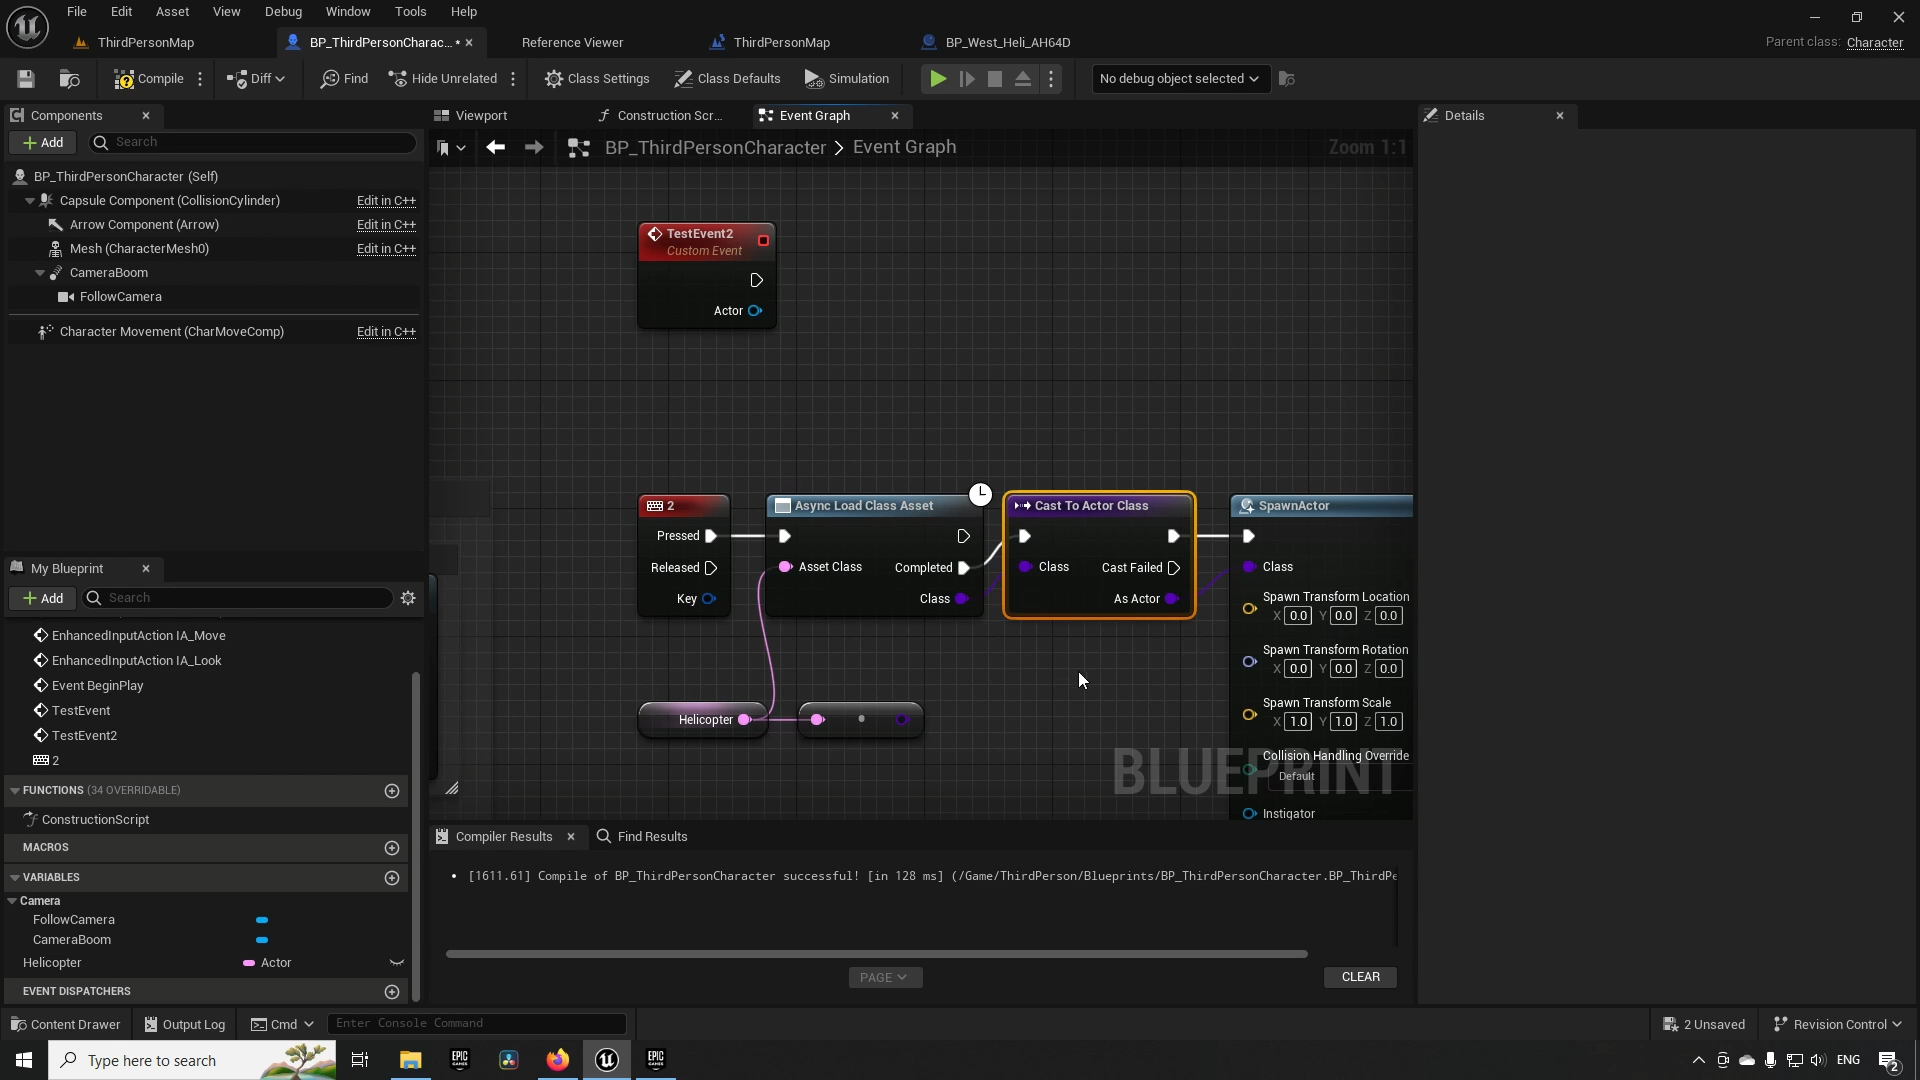 File Edit Asset View Debug Window Tools Help
ThirdPersonMap
BP_ThirdPersonCharac... •
Reference Viewer
ThirdPersonMap
BP_West_Heli_AH64D
Parent class: Character
Compile
Diff
Find
Hide Unrelated
Class Settings
Class Defaults
Simulation
No debug object selected
Components
Viewport
Construction Scr...
Event Graph
Details
Add
Search
BP_ThirdPersonCharacter > Event Graph
Zoom 1:1
BP_ThirdPersonCharacter (Self)
Capsule Component (CollisionCylinder) Edit in C++
Arrow Component (Arrow) Edit in C++
Mesh (CharacterMesh0) Edit in C++
CameraBoom
FollowCamera
Character Movement (CharMoveComp) Edit in C++
TestEvent2
Custom Event
Actor
2
Pressed
Released
Key
Async Load Class Asset
Asset Class
Completed
Class
Cast To Actor Class
Class
Cast Failed
As Actor
SpawnActor
Class
Spawn Transform Location
X 0.0 Y 0.0 Z 0.0
Spawn Transform Rotation
X 0.0 Y 0.0 Z 0.0
Spawn Transform Scale
X 1.0 Y 1.0 Z 1.0
Collision Handling Override
Default
Instigator
Helicopter
BLUEPRINT
My Blueprint
Add
Search
EnhancedInputAction IA_Move
EnhancedInputAction IA_Look
Event BeginPlay
TestEvent
TestEvent2
2
FUNCTIONS (34 OVERRIDABLE)
ConstructionScript
MACROS
VARIABLES
Camera
FollowCamera
CameraBoom
Helicopter Actor
EVENT DISPATCHERS
Compiler Results
Find Results
• [1611.61] Compile of BP_ThirdPersonCharacter successful! [in 128 ms] (/Game/ThirdPerson/Blueprints/BP_ThirdPersonCharacter.BP_ThirdPe
PAGE
CLEAR
Content Drawer
Output Log
Cmd
Enter Console Command
2 Unsaved
Revision Control
Type here to search
EPIC GAMES
EPIC GAMES
ENG
2